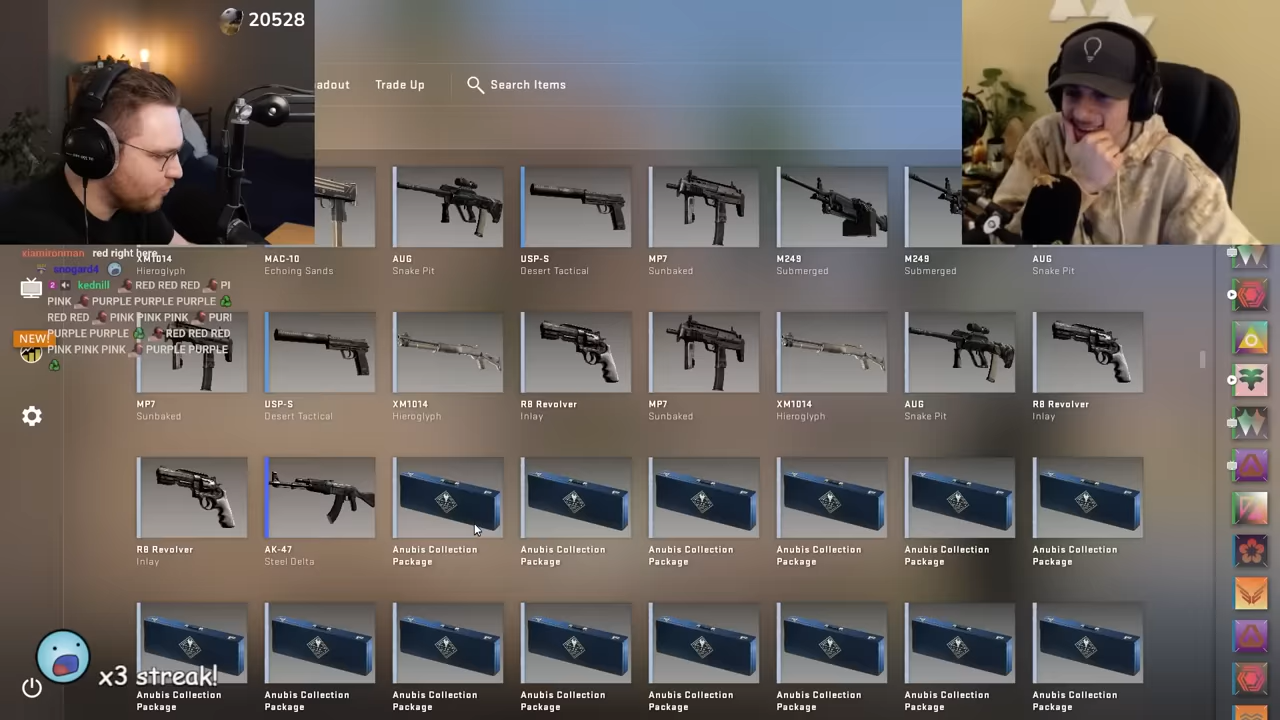 20528
adout
Trade Up
Search Items
xiamironman red right here
snogard4
2 kednill RED RED RED PI
PINK PURPLE PURPLE PURPLE
RED RED PINK PINK PINK PURI
PURPLE PURPLE RED RED RED
PINK PINK PINK PURPLE PURPLE
NEW!
XM1014
Hieroglyph
MAC-10
Echoing Sands
AUG
Snake Pit
USP-S
Desert Tactical
MP7
Sunbaked
M249
Submerged
M249
Submerged
AUG
Snake Pit
MP7
Sunbaked
USP-S
Desert Tactical
XM1014
Hieroglyph
R8 Revolver
Inlay
MP7
Sunbaked
XM1014
Hieroglyph
AUG
Snake Pit
R8 Revolver
Inlay
R8 Revolver
Inlay
AK-47
Steel Delta
Anubis Collection
Package
Anubis Collection
Package
Anubis Collection
Package
Anubis Collection
Package
Anubis Collection
Package
Anubis Collection
Package
Anubis Collection
Package
Anubis Collection
Package
Anubis Collection
Package
Anubis Collection
Package
Anubis Collection
Package
Anubis Collection
Package
Anubis Collection
Package
Anubis Collection
Package
x3 streak!